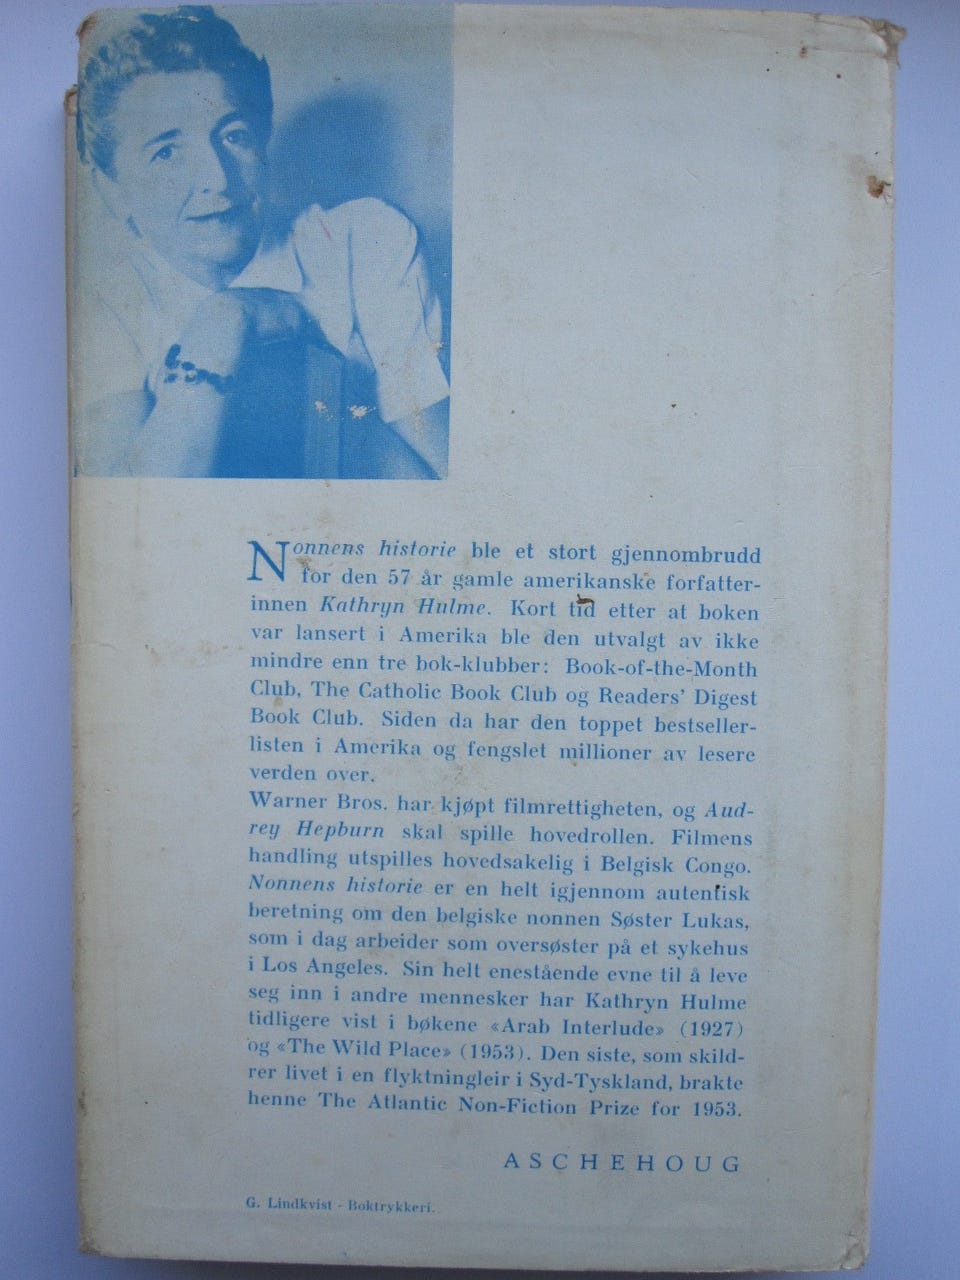 Nonnens historie ble et stort gjennombrudd
for den 57 år gamle amerikanske forfatter-
innen Kathryn Hulme. Kort tid etter at boken
var lansert i Amerika ble den utvalgt av ikke
mindre enn tre bok-klubber: Book-of-the-Month
Club, The Catholic Book Club og Readers' Digest
Book Club. Siden da har den toppet bestseller-
listen i Amerika og fengslet millioner av lesere
verden over.
Warner Bros. har kjøpt filmrettigheten, og Aud-
rey Hepburn skal spille hovedrollen. Filmens
handling utspilles hovedsakelig i Belgisk Congo.
Nonnens historie er en helt igjennom autentisk
beretning om den belgiske nonnen Søster Lukas,
som i dag arbeider som oversøster på et sykehus
i Los Angeles. Sin helt enestående evne til å leve
seg inn i andre mennesker har Kathryn Hulme
tidligere vist i bøkene «Arab Interlude» (1927)
og «The Wild Place» (1953). Den siste, som skild-
rer livet i en flyktningleir i Syd-Tyskland, brakte
henne The Atlantic Non-Fiction Prize for 1953.
ASCHEHOUG
G. Lindkvist - Boktrykkeri.